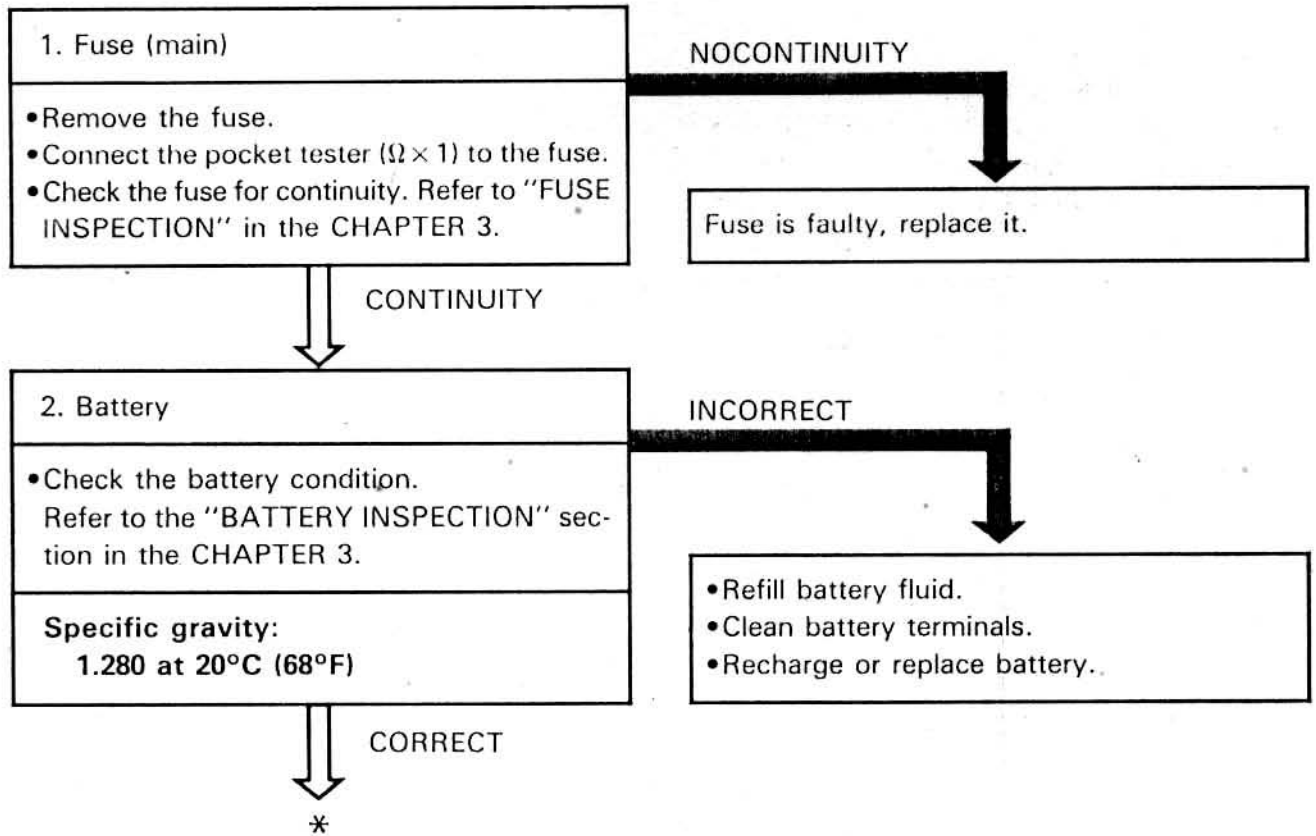 1. Fuse (main)
•Remove the fuse.
•Connect the pocket tester (Ω × 1) to the fuse.
•Check the fuse for continuity. Refer to "FUSE
INSPECTION" in the CHAPTER 3.
NOCONTINUITY
Fuse is faulty, replace it.
CONTINUITY
2. Battery
•Check the battery condition.
Refer to the "BATTERY INSPECTION" sec-
tion in the CHAPTER 3.
Specific gravity:
1.280 at 20°C (68°F)
INCORRECT
•Refill battery fluid.
•Clean battery terminals.
•Recharge or replace battery.
CORRECT
*